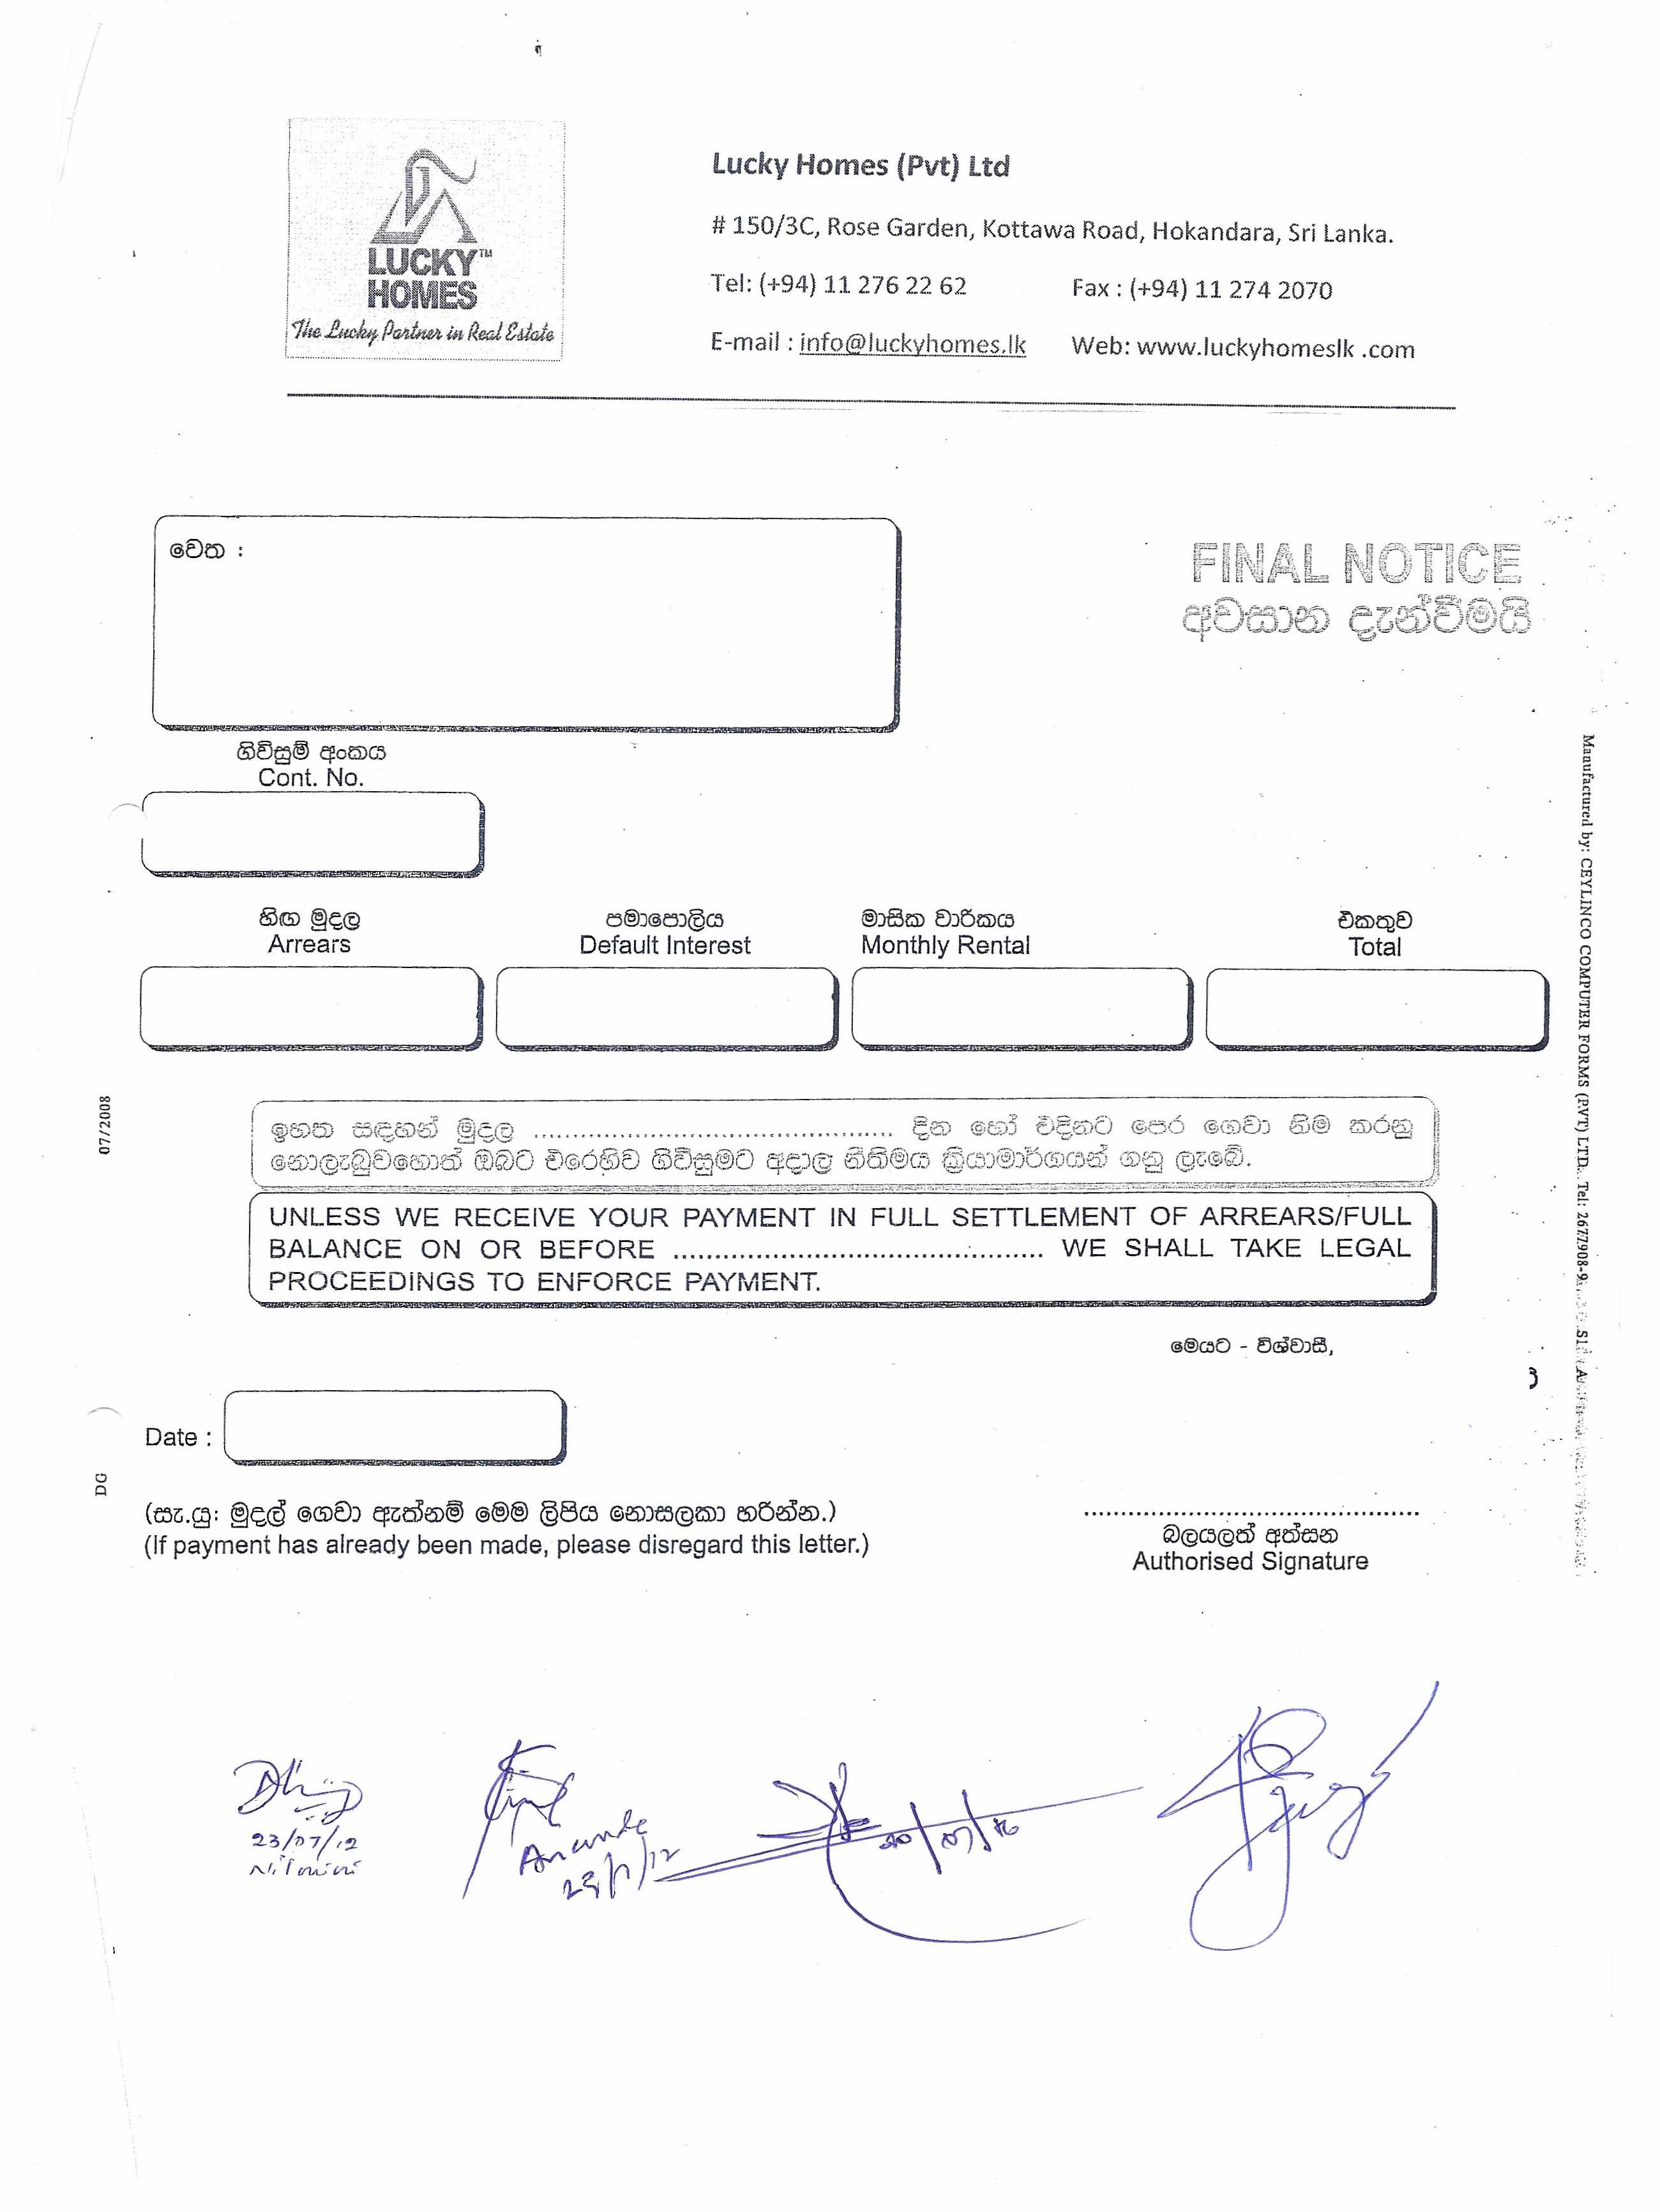 LUCKY™
HOMES
The Lucky Partner in Real Estate
Lucky Homes (Pvt) Ltd
# 150/3C, Rose Garden, Kottawa Road, Hokandara, Sri Lanka.
Tel: (+94) 11 276 22 62 Fax : (+94) 11 274 2070
E-mail : info@luckyhomes.lk Web: www.luckyhomeslk .com
වෙත :
FINAL NOTICE
අවසාන දැන්වීමයි
ගිවිසුම් අංකය
Cont. No.
හිඟ මුදල පමාපොලිය මාසික වාරිකය එකතුව
Arrears Default Interest Monthly Rental Total
ඉහත සඳහන් මුදල .......................................... දින හෝ එදිනට පෙර ගෙවා නිම කරනු
නොලැබුවහොත් ඔබට එරෙහිව ගිවිසුමට අදාල නීතිමය ක්‍රියාමාර්ගයන් ගනු ලැබේ.
UNLESS WE RECEIVE YOUR PAYMENT IN FULL SETTLEMENT OF ARREARS/FULL
BALANCE ON OR BEFORE .......................................... WE SHALL TAKE LEGAL
PROCEEDINGS TO ENFORCE PAYMENT.
මෙයට - විශ්වාසී,
Date :
(සැ.යු: මුදල් ගෙවා ඇත්නම් මෙම ලිපිය නොසලකා හරින්න.)
(If payment has already been made, please disregard this letter.)
..........................................
බලයලත් අත්සන
Authorised Signature
07/2008
DG
Manufactured by: CEYLINCO COMPUTER FORMS (PVT) LTD., Tel: 2677908-9
23/07/12
23/7/12